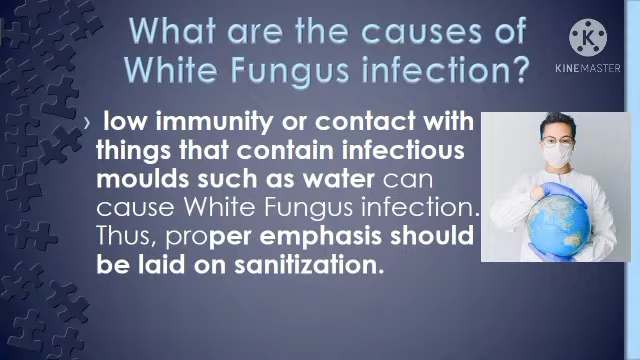 What are the causes of
White Fungus infection?
K
KINEMASTER
› low immunity or contact with
things that contain infectious
moulds such as water can
cause White Fungus infection.
Thus, proper emphasis should
be laid on sanitization.